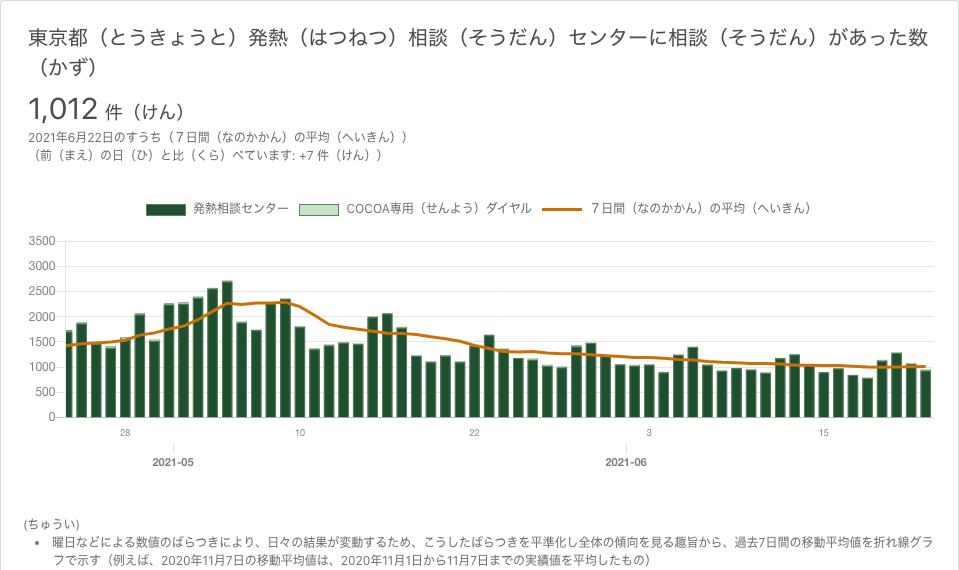 東京都（とうきょうと）発熱（はつねつ）相談（そうだん）センターに相談（そうだん）があった数
（かず）
1,012 件（けん）
2021年6月22日のすうち（７日間（なのかかん）の平均（へいきん））
（前（まえ）の日（ひ）と比（くら）べています: +7 件（けん））
発熱相談センター
COCOA専用（せんよう）ダイヤル
７日間（なのかかん）の平均（へいきん）
3500
3000
2500
2000
1500
1000
500
0
28
10
22
3
15
2021-05
2021-06
(ちゅうい)
• 曜日などによる数値のばらつきにより、日々の結果が変動するため、こうしたばらつきを平準化し全体の傾向を見る趣旨から、過去7日間の移動平均値を折れ線グラ
フで示す（例えば、2020年11月7日の移動平均値は、2020年11月1日から11月7日までの実績値を平均したもの）